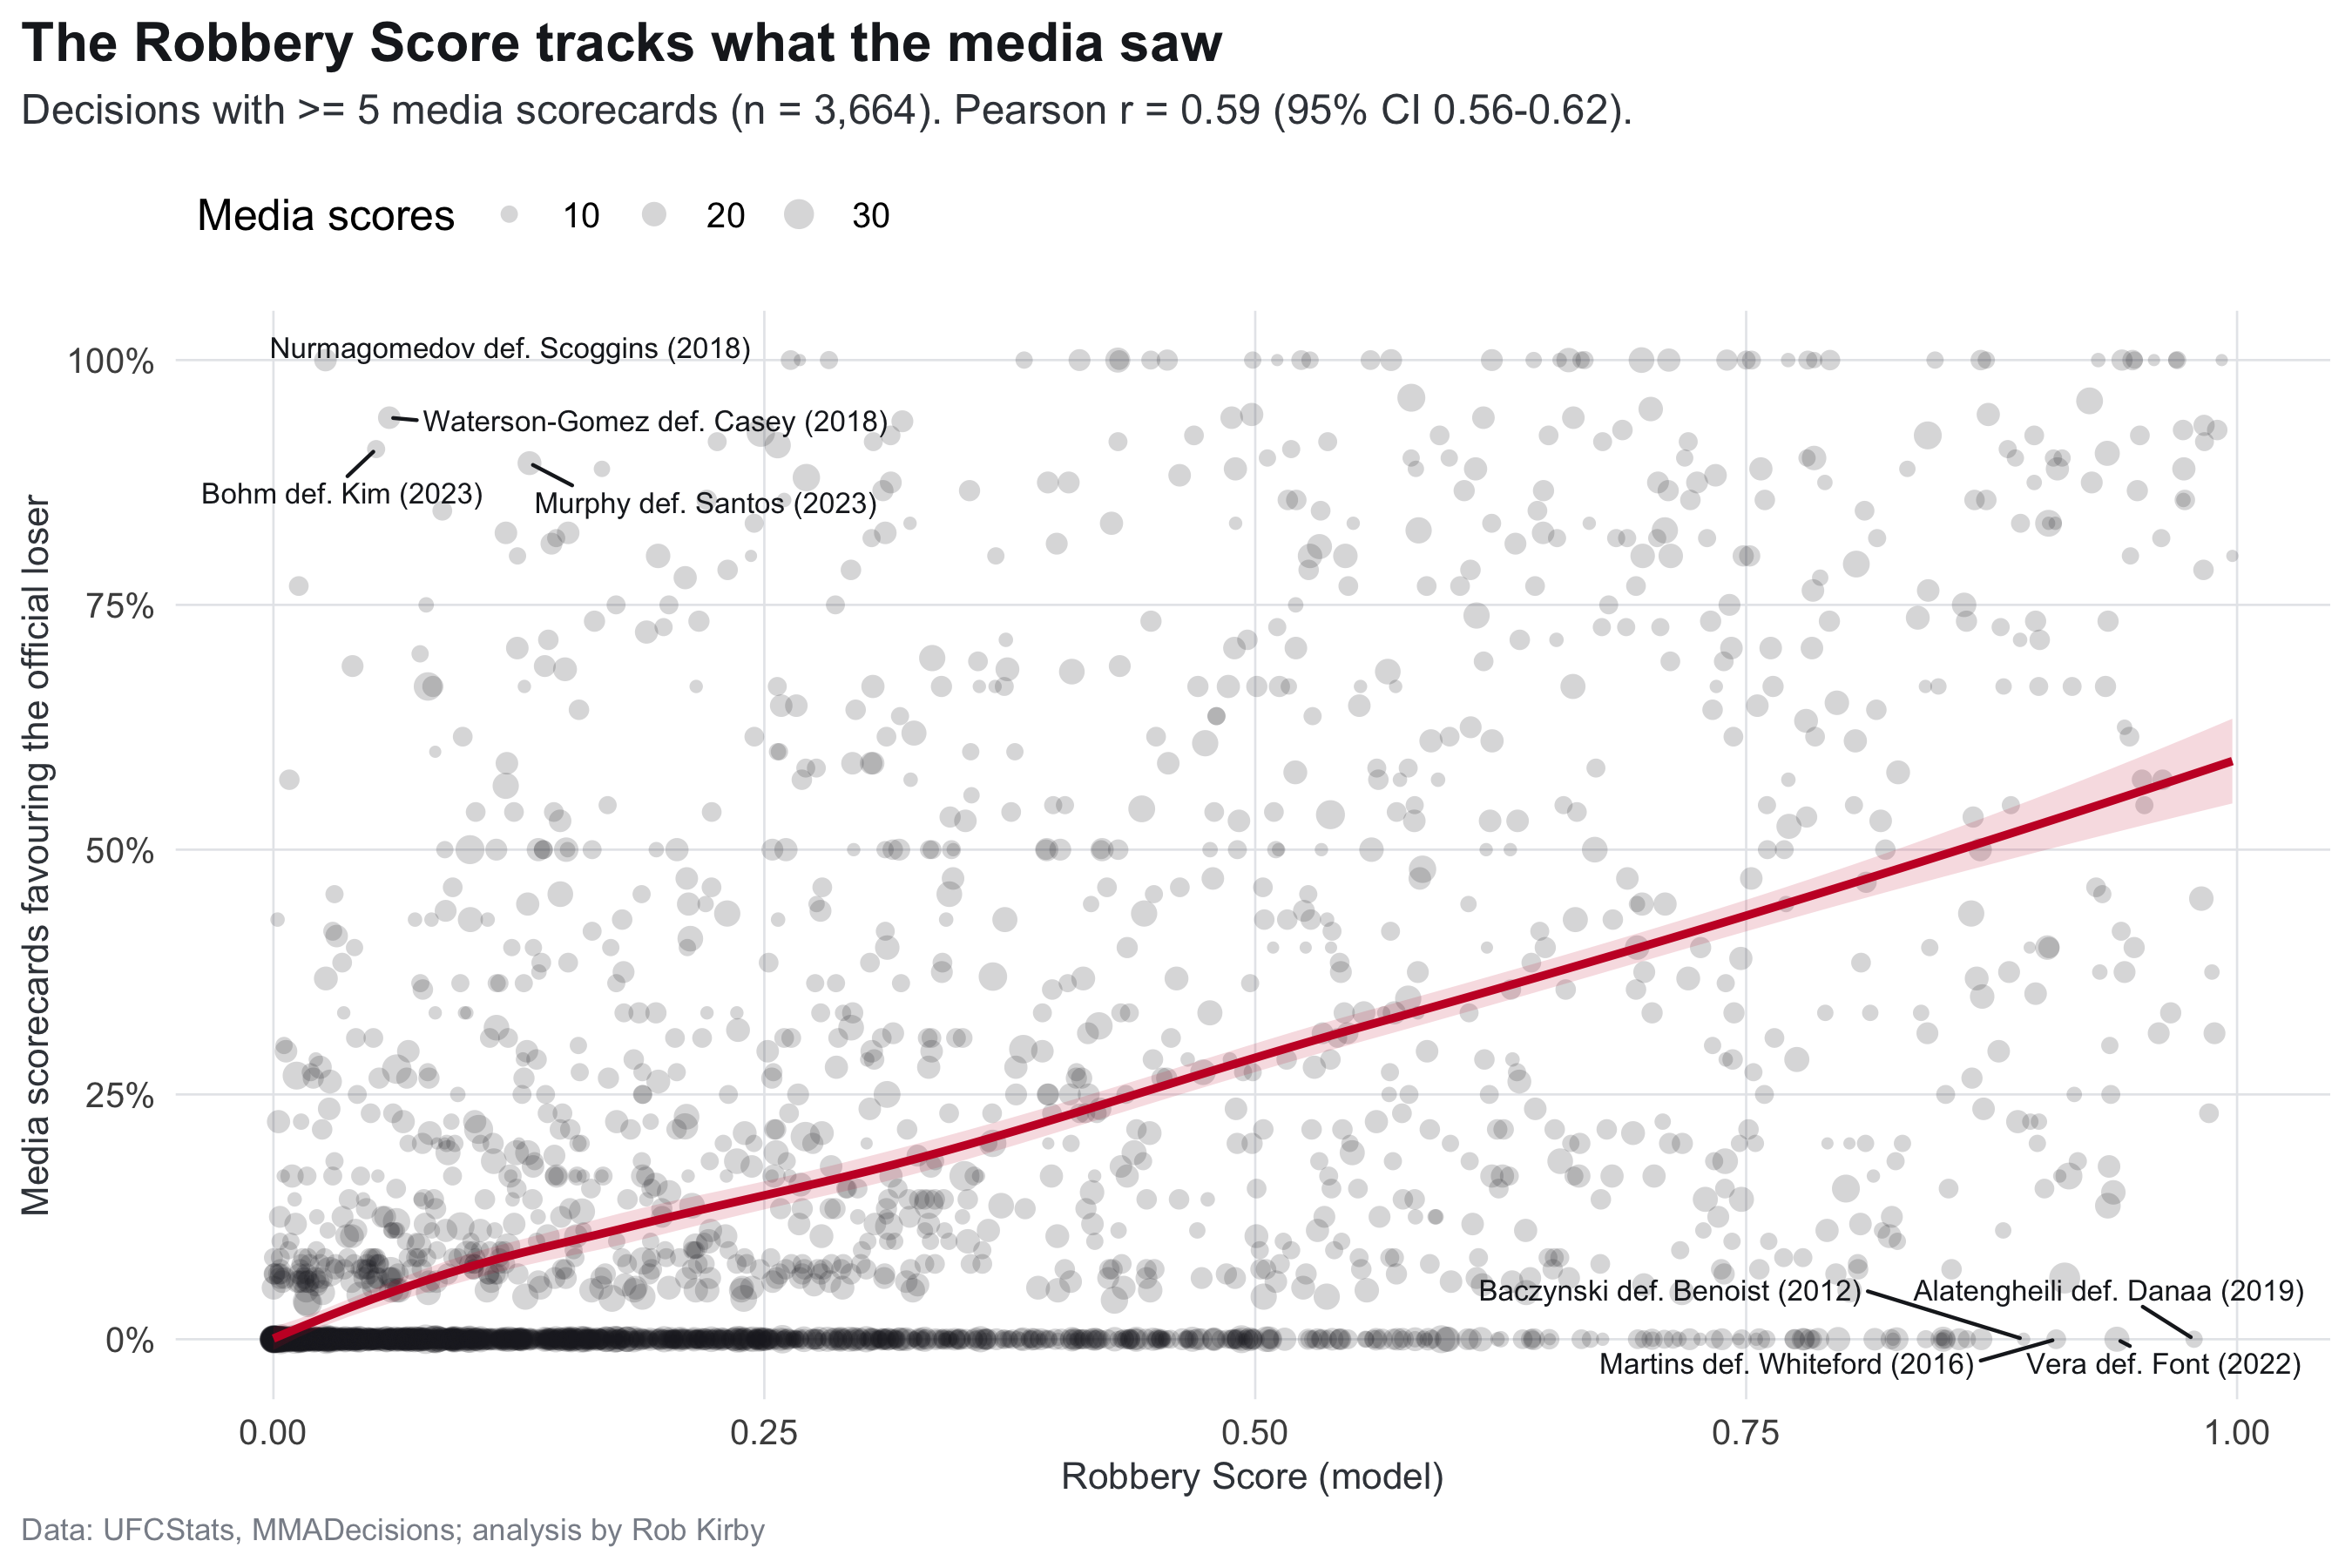 The Robbery Score tracks what the media saw
Decisions with >= 5 media scorecards (n = 3,664). Pearson r = 0.59 (95% CI 0.56-0.62).
Media scores 10 20 30
Nurmagomedov def. Scoggins (2018)
100%
Waterson-Gomez def. Casey (2018)
Bohm def. Kim (2023)
Murphy def. Santos (2023)
75%
50%
25%
Baczynski def. Benoist (2012)
Alatengheili def. Danaa (2019)
0%
Martins def. Whiteford (2016)
Vera def. Font (2022)
Media scorecards favouring the official loser
0.00 0.25 0.50 0.75 1.00
Robbery Score (model)
Data: UFCStats, MMADecisions; analysis by Rob Kirby